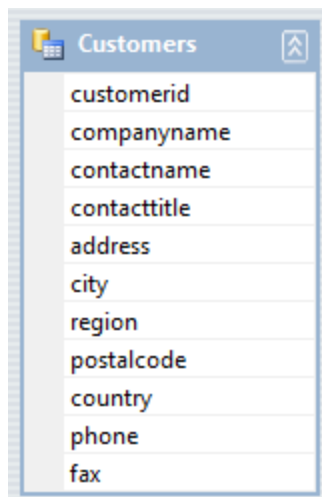 Customers
customerid
companyname
contactname
contacttitle
address
city
region
postalcode
country
phone
fax